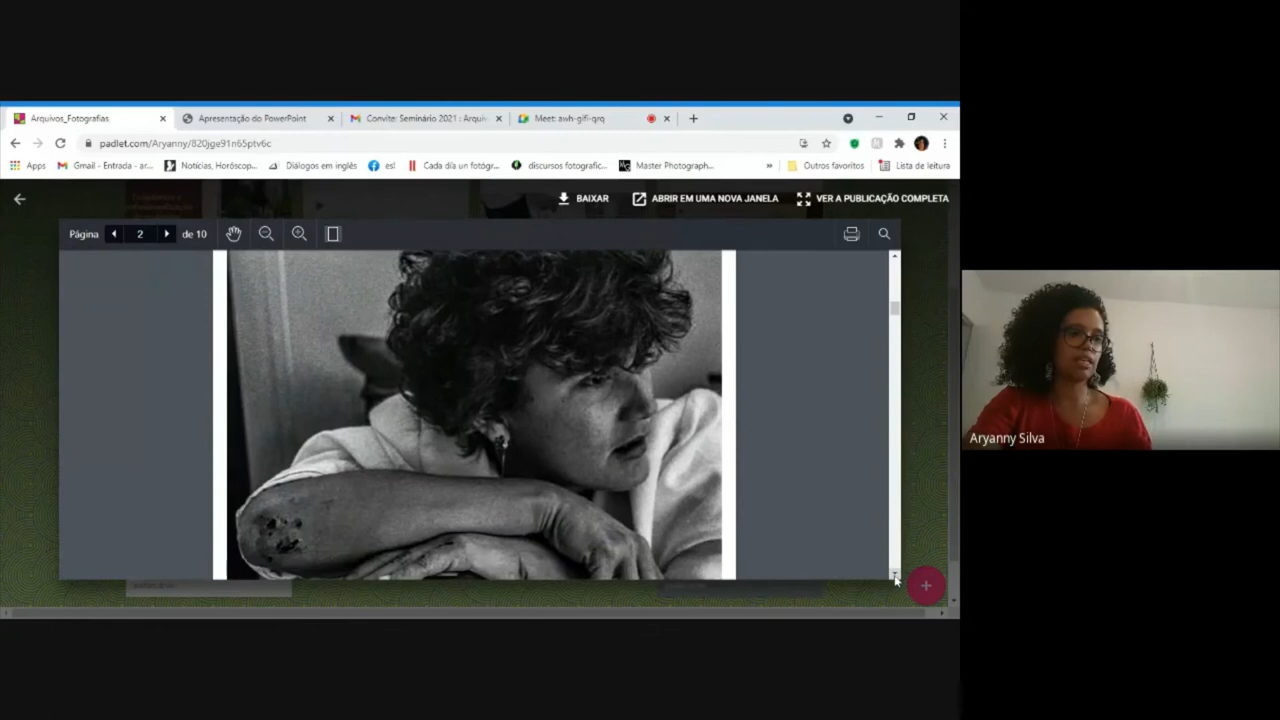 Arquivos_Fotografias
Apresentação do PowerPoint
Convite: Seminário 2021 : Arquiv
Meet: awh-gifi-qrq
padlet.com/Aryanny/820jge91n65ptv6c
Apps
Gmail - Entrada - ar...
Notícias, Horóscop...
Diálogos em inglês
es!
Cada día un fotógr...
discursos fotografic...
Master Photograph...
»
Outros favoritos
Lista de leitura
BAIXAR
ABRIR EM UMA NOVA JANELA
VER A PUBLICAÇÃO COMPLETA
Página
2
de 10
Aryanny Silva